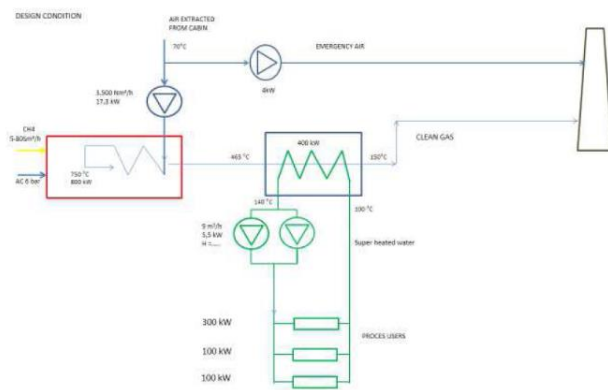 DESIGN CONDITION
AIR EXTRACTED
FROM CABIN
70°C
EMERGENCY AIR
4kW
3,500 Nm³/h
17,3 kW
CH4
5-80Sm³/h
AC 6 bar
750 °C
800 kW
465 °C
400 kW
150°C
CLEAN GAS
140 °C
9 m³/h
5,5 kW
H =.....
Super heated water
300 kW
100 kW
100 kW
PROCES USERS